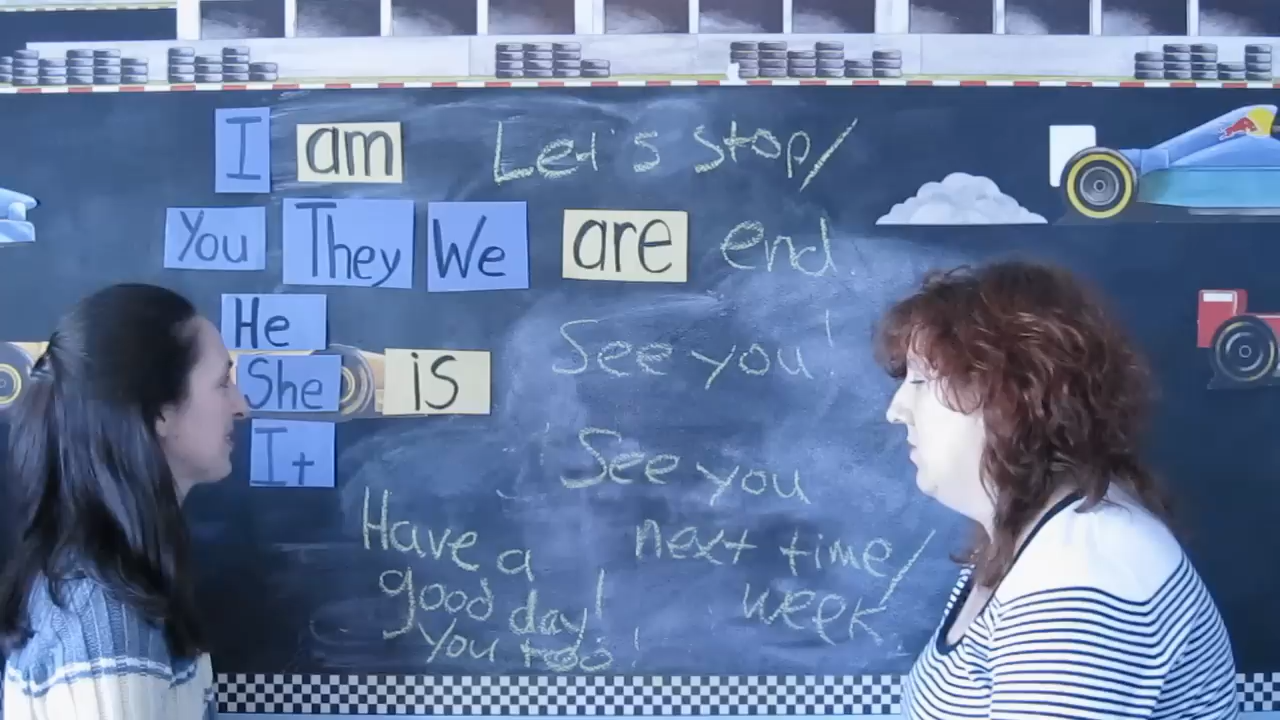 I am
You They We are
He
She is
It
Let's stop/
end.
See you!
See you
next time/
week.
Have a
good day!
You too!